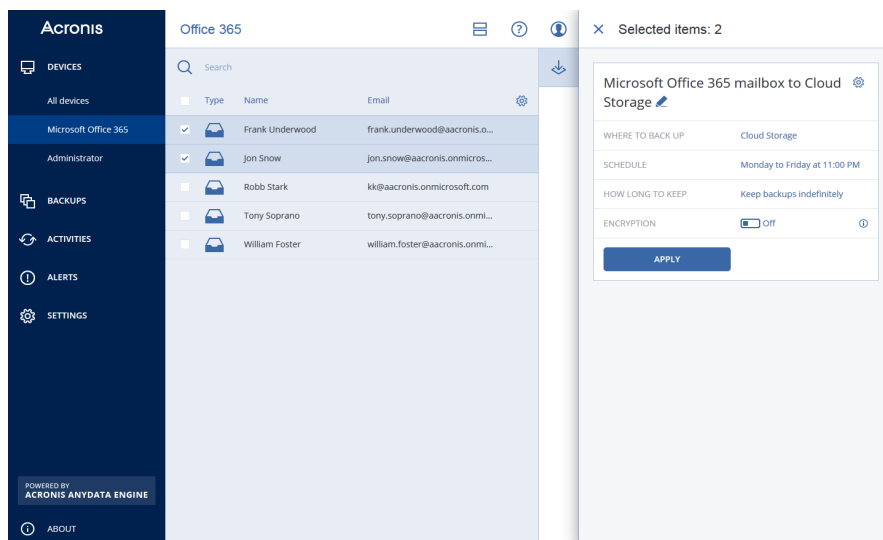 Acronis
DEVICES
All devices
Microsoft Office 365
Administrator
BACKUPS
ACTIVITIES
ALERTS
SETTINGS
POWERED BY
ACRONIS ANYDATA ENGINE
ABOUT
Office 365
Search
Type Name Email
Frank Underwood frank.underwood@aacronis.o...
Jon Snow jon.snow@aacronis.onmicros...
Robb Stark kk@aacronis.onmicrosoft.com
Tony Soprano tony.soprano@aacronis.onmi...
William Foster william.foster@aacronis.onmi...
Selected items: 2
Microsoft Office 365 mailbox to Cloud
Storage
WHERE TO BACK UP Cloud Storage
SCHEDULE Monday to Friday at 11:00 PM
HOW LONG TO KEEP Keep backups indefinitely
ENCRYPTION Off
APPLY